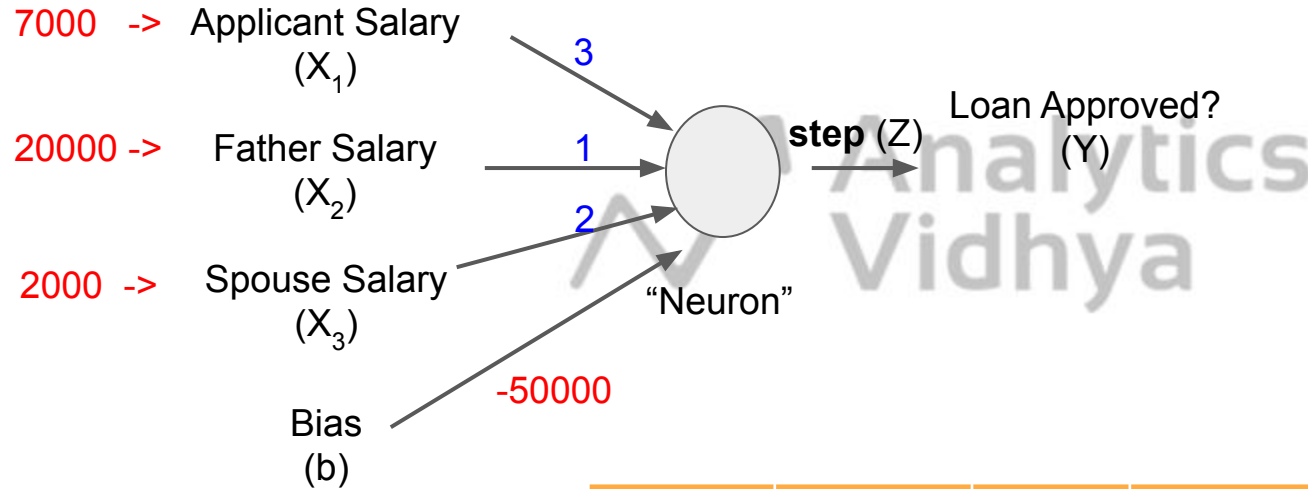 7000 -> Applicant Salary
(X₁)
3
20000 -> Father Salary
(X₂)
1
2000 -> Spouse Salary
(X₃)
2
Bias
(b)
-50000
“Neuron”
step (Z)
Loan Approved?
(Y)
Analytics
Vidhya